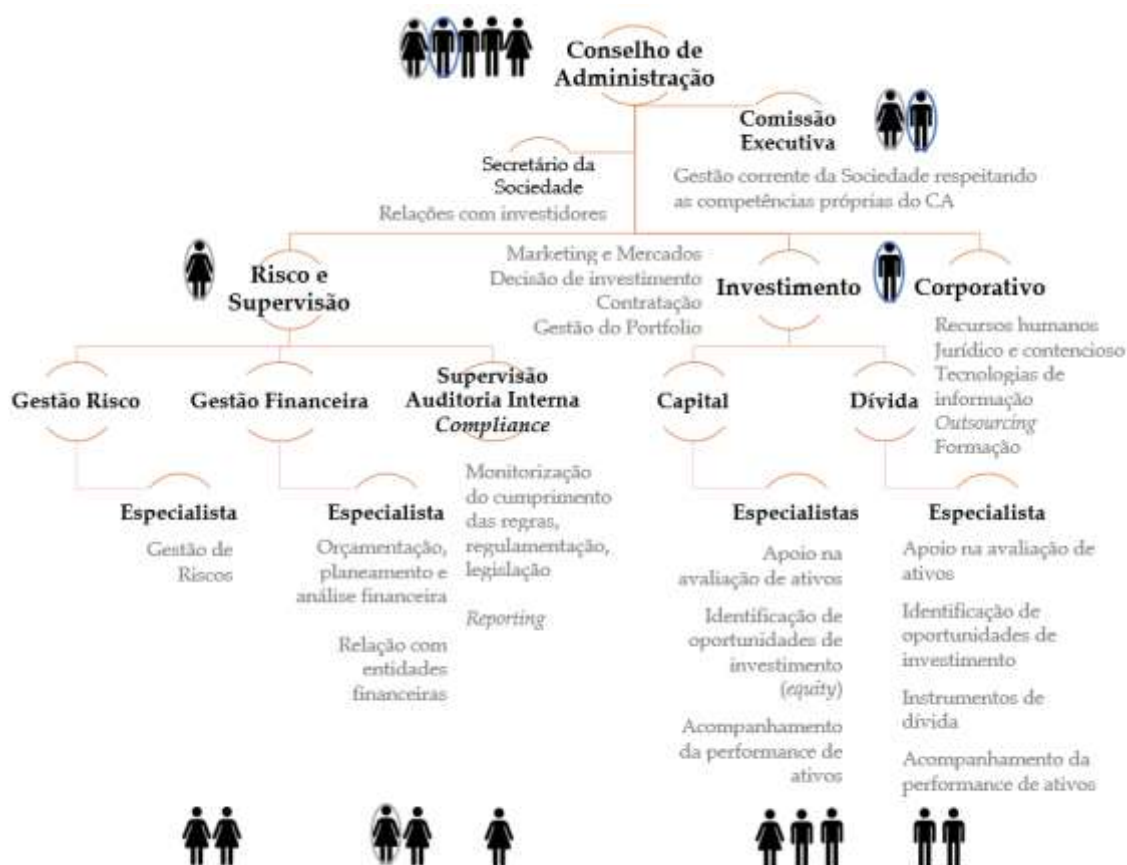 Conselho de
Administração
Comissão
Executiva
Gestão corrente da Sociedade respeitando
as competências próprias do CA
Secretário da
Sociedade
Relações com investidores
Risco e
Supervisão
Marketing e Mercados
Decisão de investimento
Contratação
Gestão do Portfolio
Investimento
Corporativo
Recursos humanos
Jurídico e contencioso
Tecnologias de
informação
Outsourcing
Formação
Gestão Risco
Gestão Financeira
Supervisão
Auditoria Interna
Compliance
Capital
Dívida
Especialista
Gestão de
Riscos
Especialista
Orçamentação,
planeamento e
análise financeira
Relação com
entidades
financeiras
Monitorização
do cumprimento
das regras,
regulamentação,
legislação
Reporting
Especialistas
Apoio na
avaliação de ativos
Identificação de
oportunidades de
investimento
(equity)
Acompanhamento
da performance de
ativos
Especialista
Apoio na avaliação de
ativos
Identificação de
oportunidades de
investimento
Instrumentos de
dívida
Acompanhamento da
performance de ativos